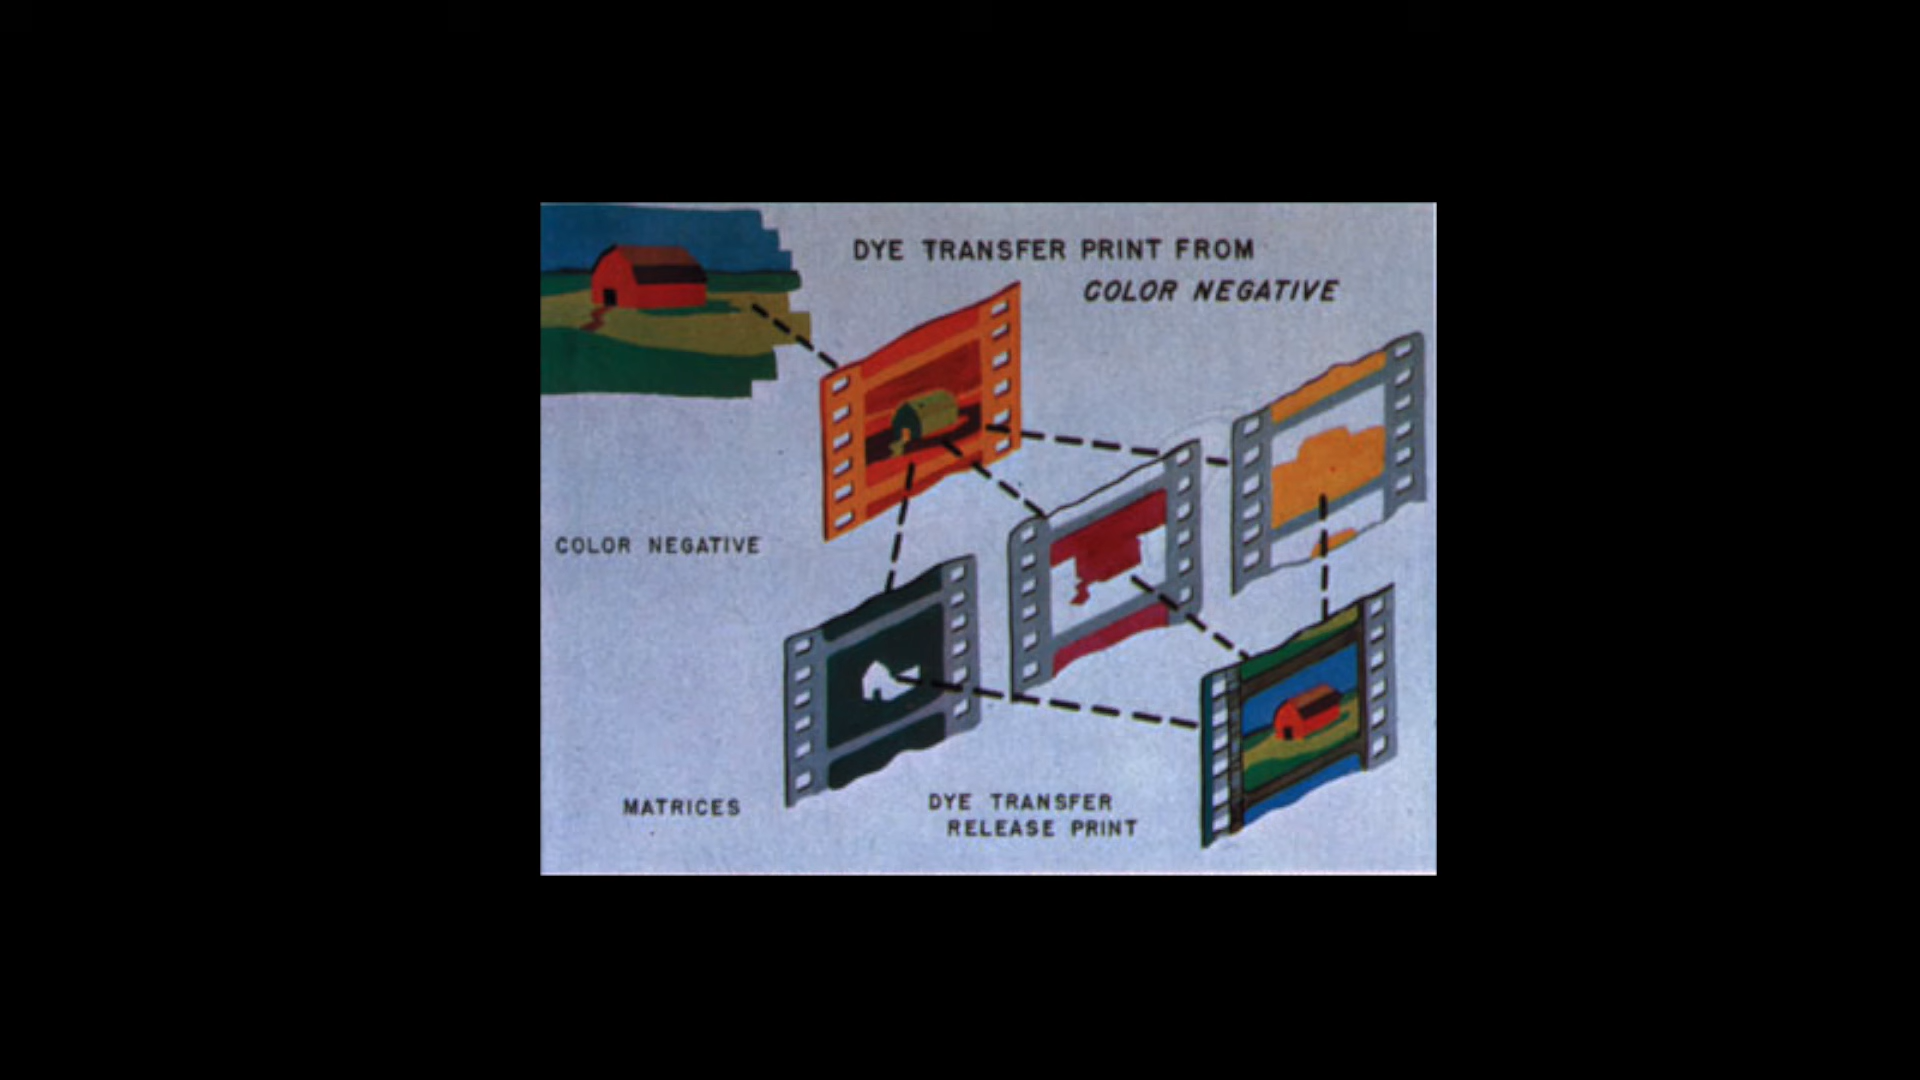 DYE TRANSFER PRINT FROM
COLOR NEGATIVE
COLOR NEGATIVE
MATRICES
DYE TRANSFER
RELEASE PRINT